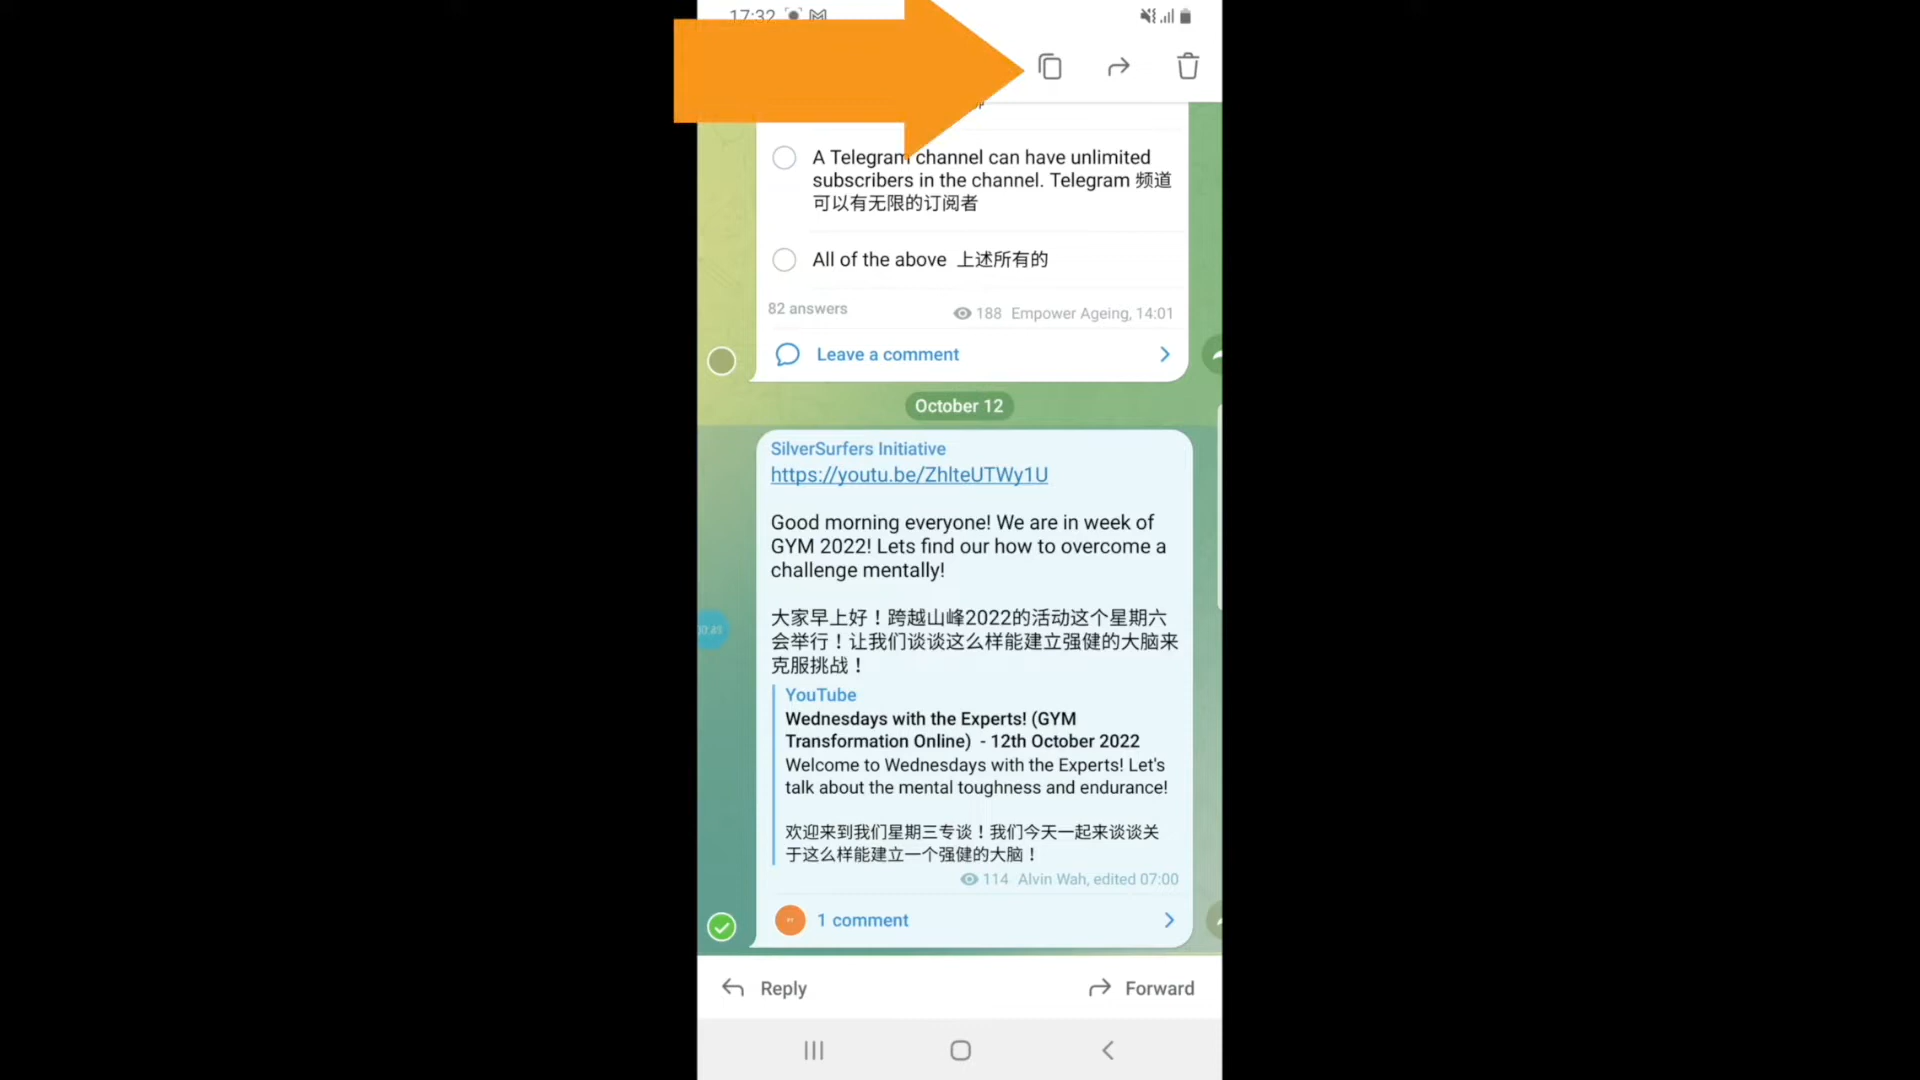 17:32
A Telegram channel can have unlimited
subscribers in the channel. Telegram 频道
可以有无限的订阅者
All of the above 上述所有的
82 answers
188 Empower Ageing, 14:01
Leave a comment
October 12
SilverSurfers Initiative
https://youtu.be/ZhlteUTWy1U
Good morning everyone! We are in week of
GYM 2022! Lets find our how to overcome a
challenge mentally!
大家早上好！跨越山峰2022的活动这个星期六
会举行！让我们谈谈这么样能建立强健的大脑来
克服挑战！
YouTube
Wednesdays with the Experts! (GYM
Transformation Online) - 12th October 2022
Welcome to Wednesdays with the Experts! Let's
talk about the mental toughness and endurance!
欢迎来到我们星期三专谈！我们今天一起来谈谈关
于这么样能建立一个强健的大脑！
114 Alvin Wah, edited 07:00
1 comment
Reply
Forward